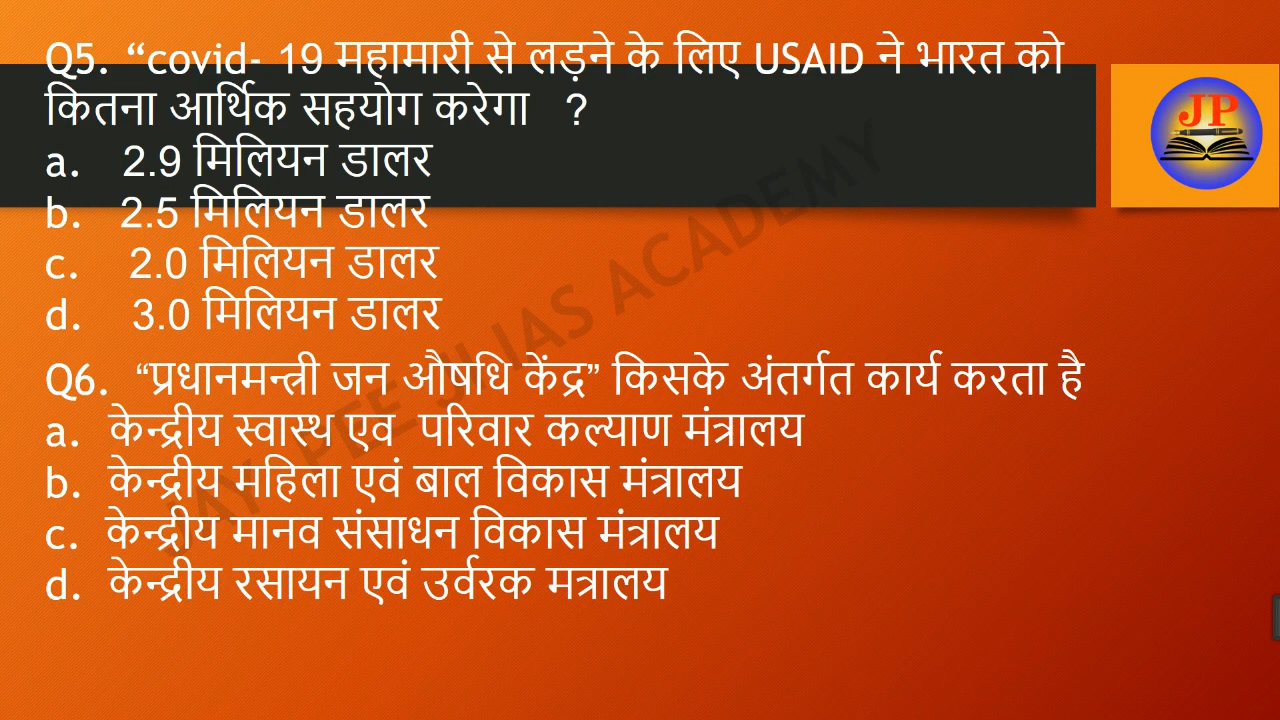 Q5. “covid- 19 महामारी से लड़ने के लिए USAID ने भारत को
कितना आर्थिक सहयोग करेगा ?
a. 2.9 मिलियन डालर
b. 2.5 मिलियन डालर
c. 2.0 मिलियन डालर
d. 3.0 मिलियन डालर
Q6. “प्रधानमन्त्री जन औषधि केंद्र” किसके अंतर्गत कार्य करता है
a. केन्द्रीय स्वास्थ एवं परिवार कल्याण मंत्रालय
b. केन्द्रीय महिला एवं बाल विकास मंत्रालय
c. केन्द्रीय मानव संसाधन विकास मंत्रालय
d. केन्द्रीय रसायन एवं उर्वरक मत्रालय
JP
IAS ACADEMY